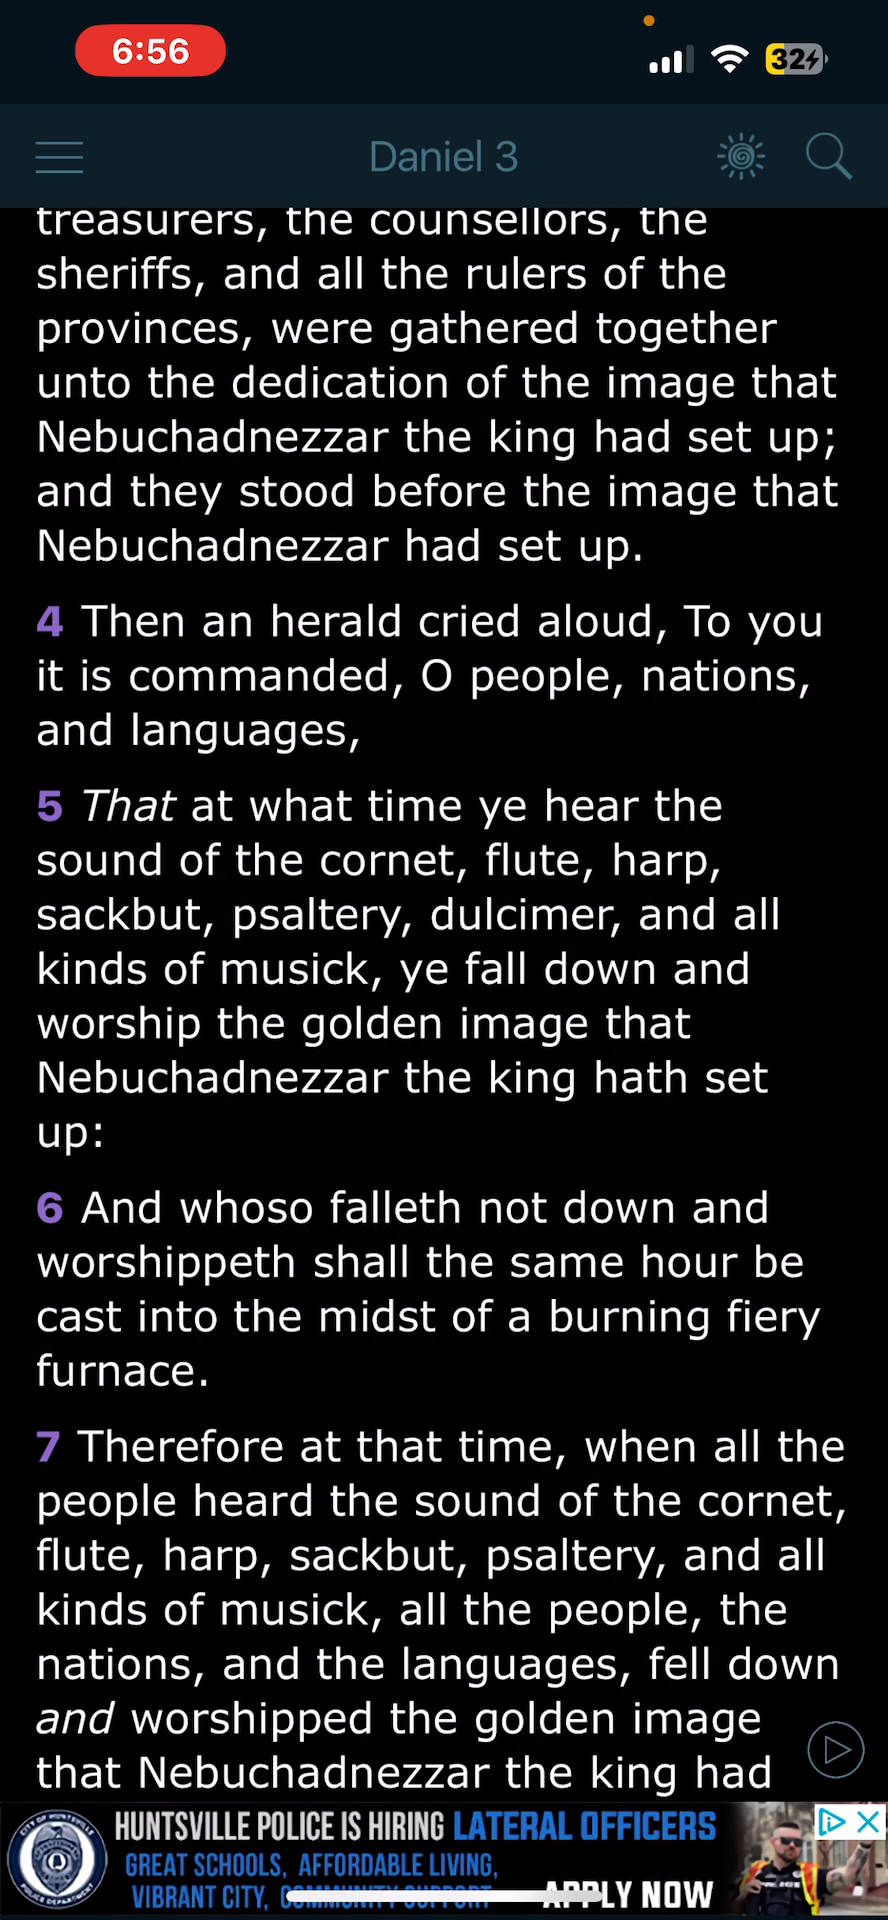 6:56
32
Daniel 3
treasurers, the counsellors, the
sheriffs, and all the rulers of the
provinces, were gathered together
unto the dedication of the image that
Nebuchadnezzar the king had set up;
and they stood before the image that
Nebuchadnezzar had set up.
4 Then an herald cried aloud, To you
it is commanded, O people, nations,
and languages,
5 That at what time ye hear the
sound of the cornet, flute, harp,
sackbut, psaltery, dulcimer, and all
kinds of musick, ye fall down and
worship the golden image that
Nebuchadnezzar the king hath set
up:
6 And whoso falleth not down and
worshippeth shall the same hour be
cast into the midst of a burning fiery
furnace.
7 Therefore at that time, when all the
people heard the sound of the cornet,
flute, harp, sackbut, psaltery, and all
kinds of musick, all the people, the
nations, and the languages, fell down
and worshipped the golden image
that Nebuchadnezzar the king had
HUNTSVILLE POLICE IS HIRING LATERAL OFFICERS
GREAT SCHOOLS, AFFORDABLE LIVING,
VIBRANT CITY, COMMUNITY SUPPORT
APPLY NOW